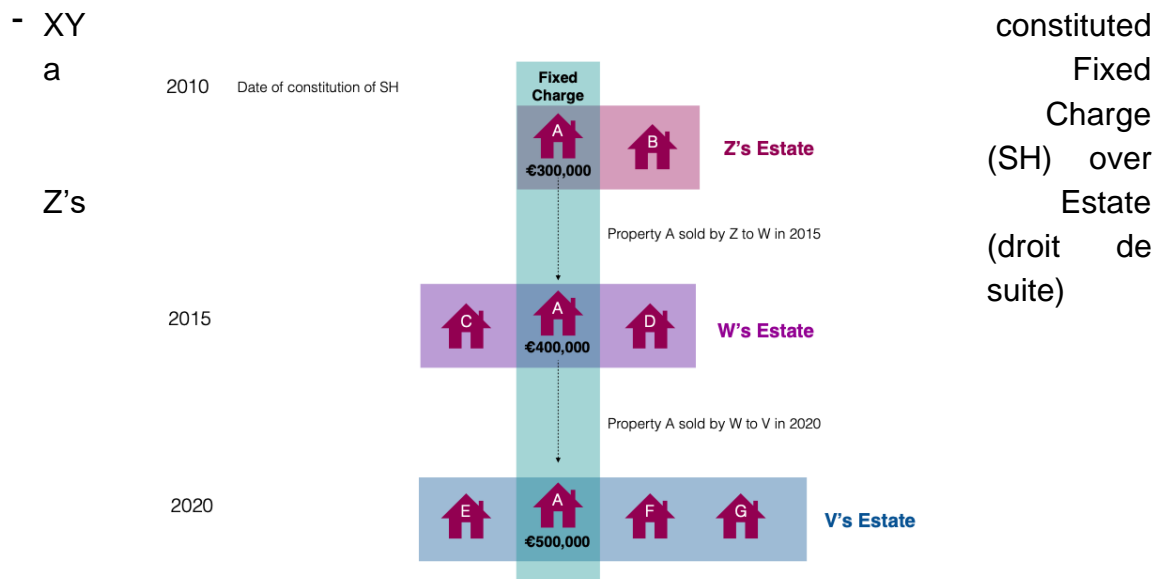 - XY constituted
a Fixed
Charge
(SH) over
Z's Estate
(droit de
suite)
2010 Date of constitution of SH
Fixed
Charge
A
B
€300,000
Z's Estate
Property A sold by Z to W in 2015
2015
C
A
D
€400,000
W's Estate
Property A sold by W to V in 2020
2020
E
A
F
G
€500,000
V's Estate